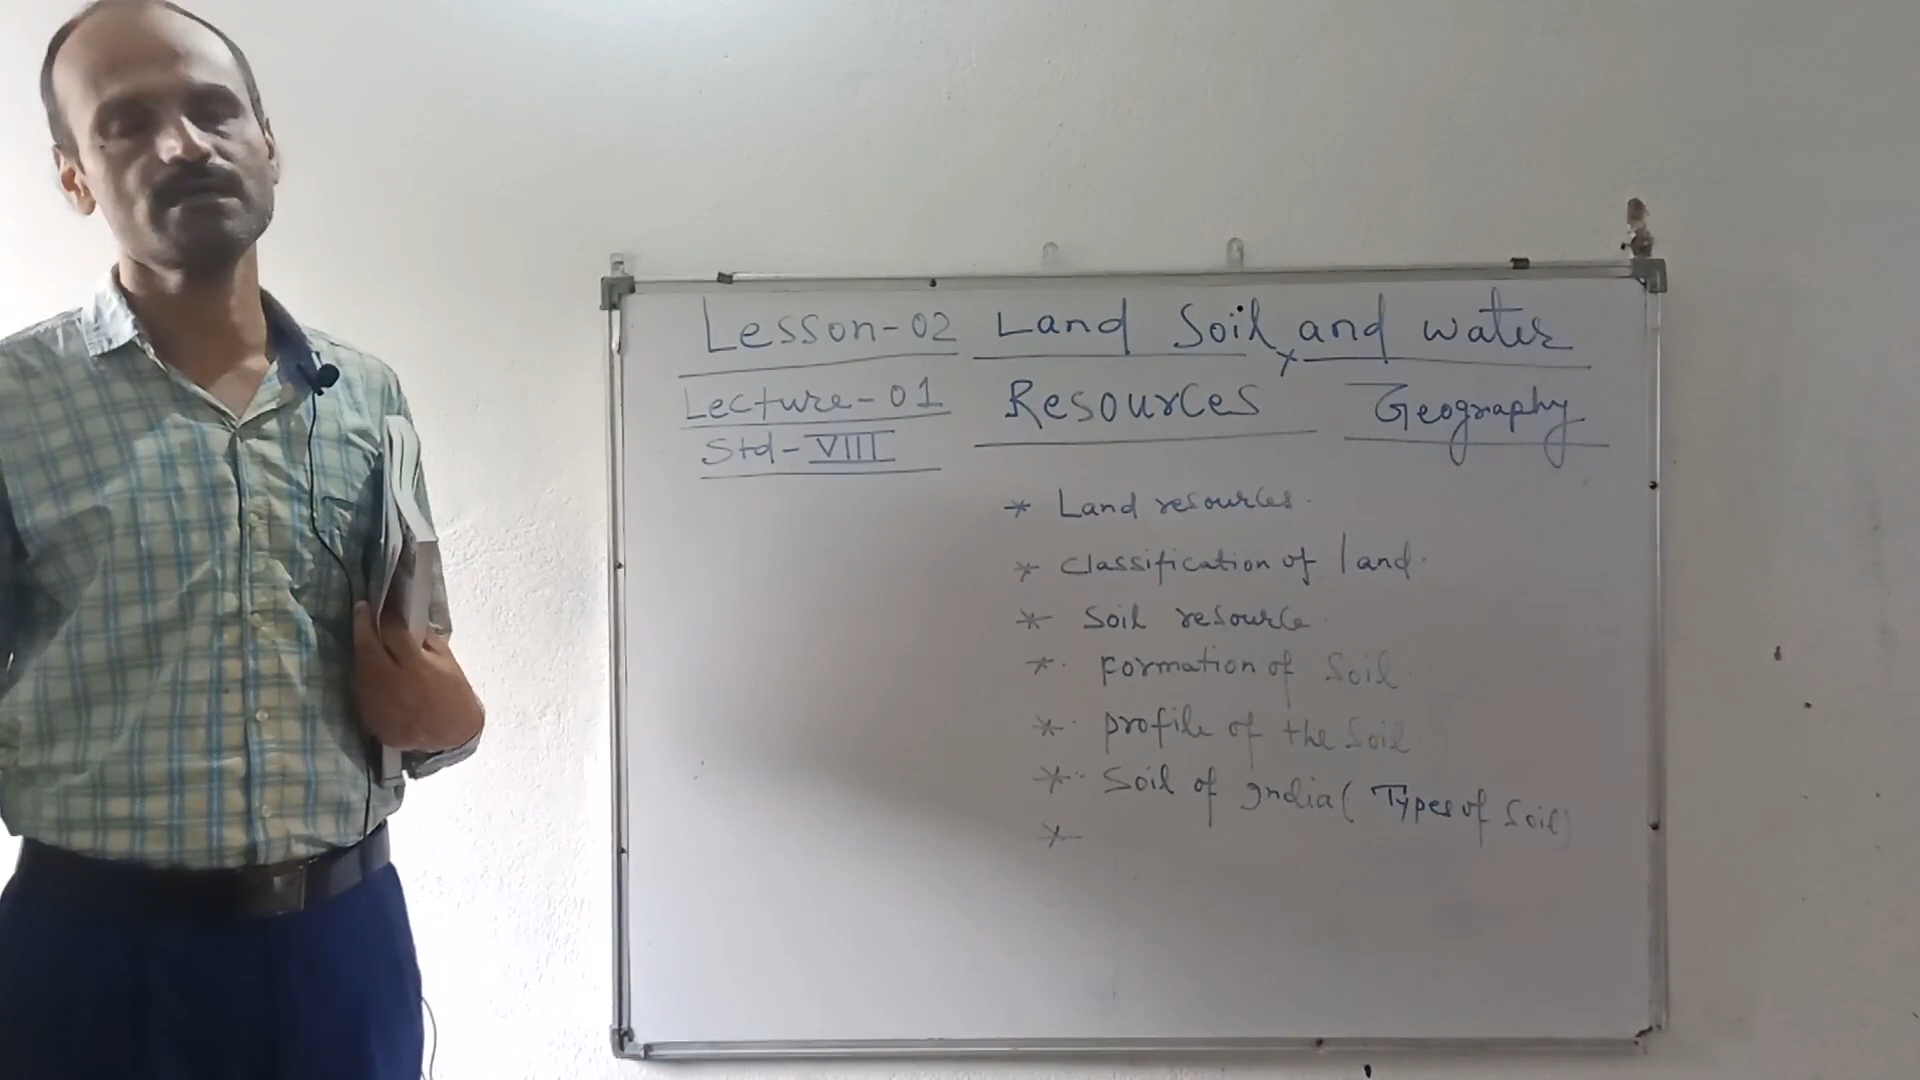 Lesson-02 Land Soil, and water
Lecture-01 Resources Geography
Std-VIII
* Land resources.
* Classification of land.
* Soil resource.
* Formation of Soil.
* profile of the Soil.
* Soil of India ( Types of Soil)
*